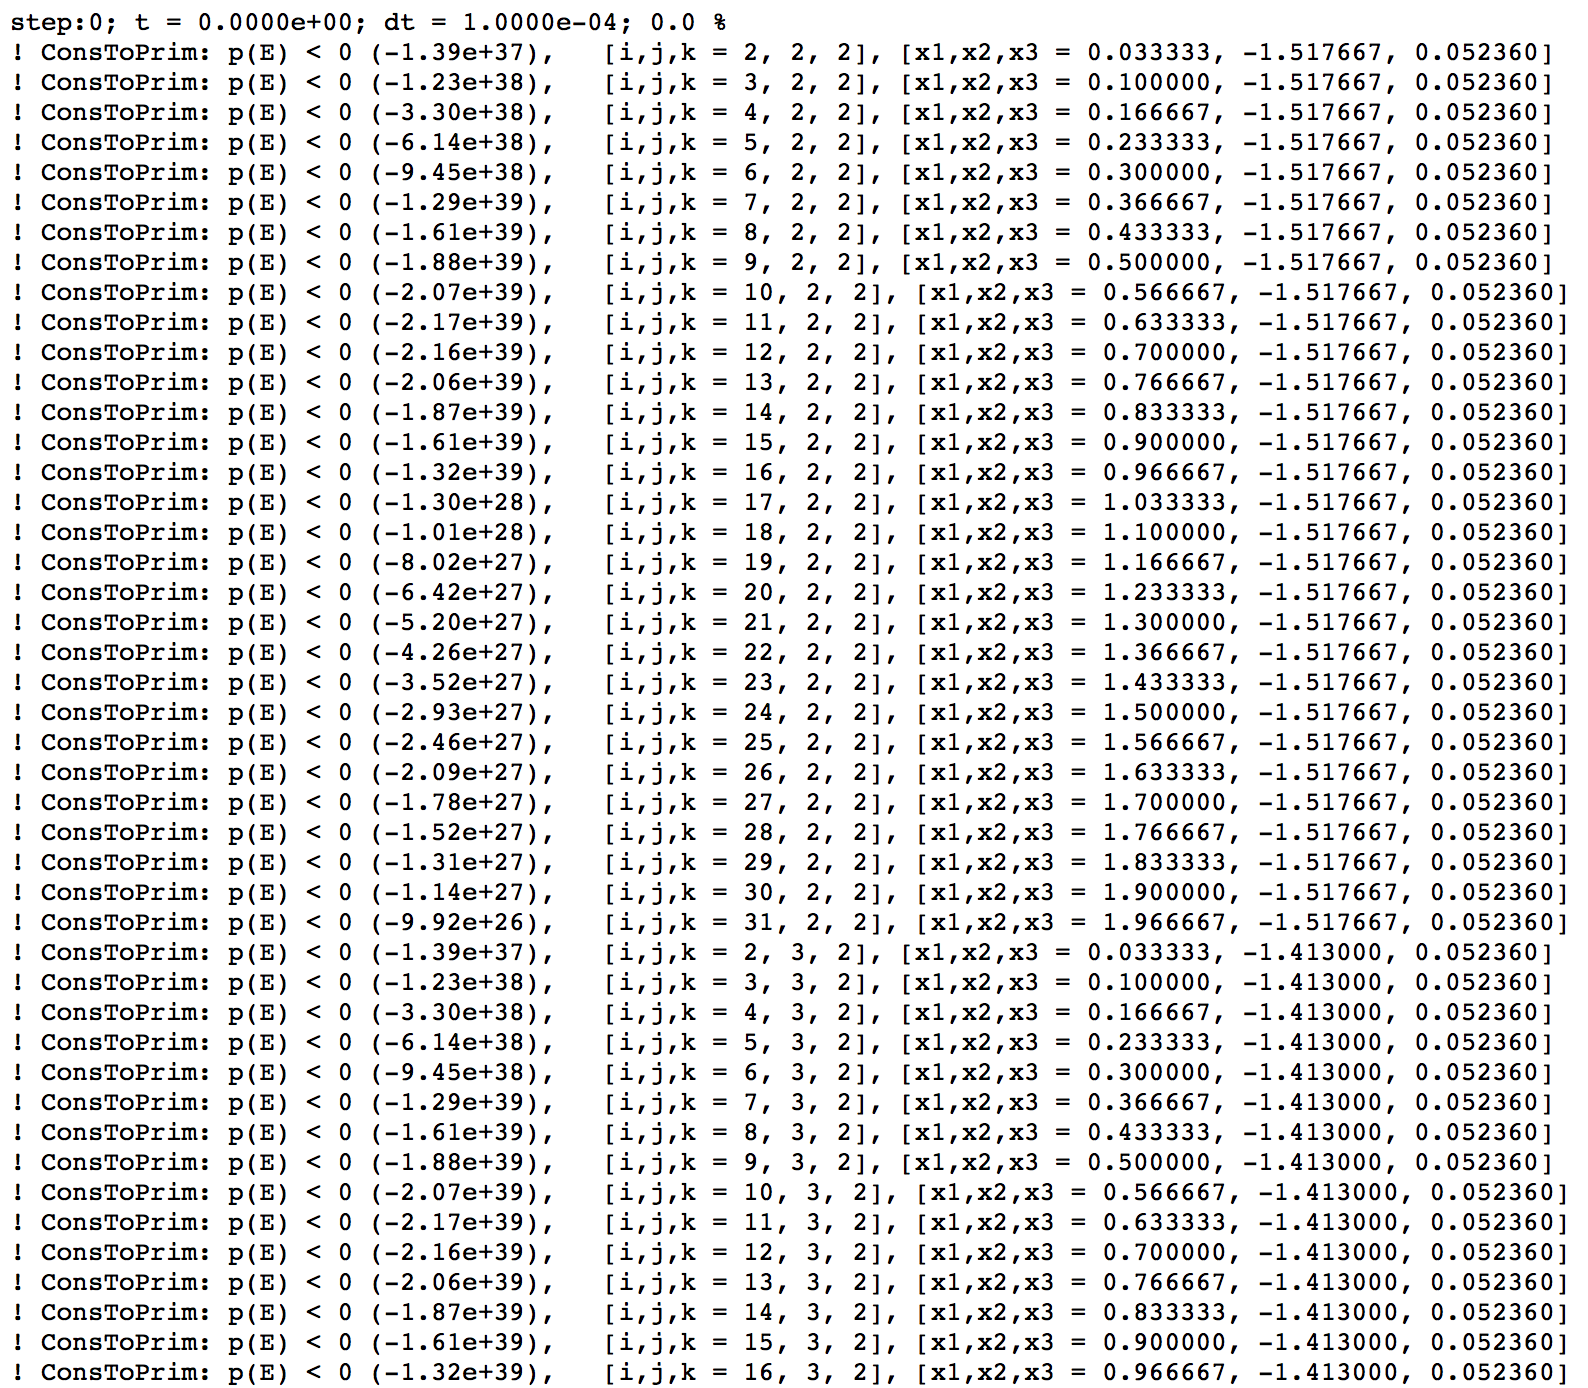 step:0; t = 0.0000e+00; dt = 1.0000e-04; 0.0 %
! ConsToPrim: p(E) < 0 (-1.39e+37),   [i,j,k = 2, 2, 2], [x1,x2,x3 = 0.033333, -1.517667, 0.052360]
! ConsToPrim: p(E) < 0 (-1.23e+38),   [i,j,k = 3, 2, 2], [x1,x2,x3 = 0.100000, -1.517667, 0.052360]
! ConsToPrim: p(E) < 0 (-3.30e+38),   [i,j,k = 4, 2, 2], [x1,x2,x3 = 0.166667, -1.517667, 0.052360]
! ConsToPrim: p(E) < 0 (-6.14e+38),   [i,j,k = 5, 2, 2], [x1,x2,x3 = 0.233333, -1.517667, 0.052360]
! ConsToPrim: p(E) < 0 (-9.45e+38),   [i,j,k = 6, 2, 2], [x1,x2,x3 = 0.300000, -1.517667, 0.052360]
! ConsToPrim: p(E) < 0 (-1.29e+39),   [i,j,k = 7, 2, 2], [x1,x2,x3 = 0.366667, -1.517667, 0.052360]
! ConsToPrim: p(E) < 0 (-1.61e+39),   [i,j,k = 8, 2, 2], [x1,x2,x3 = 0.433333, -1.517667, 0.052360]
! ConsToPrim: p(E) < 0 (-1.88e+39),   [i,j,k = 9, 2, 2], [x1,x2,x3 = 0.500000, -1.517667, 0.052360]
! ConsToPrim: p(E) < 0 (-2.07e+39),   [i,j,k = 10, 2, 2], [x1,x2,x3 = 0.566667, -1.517667, 0.052360]
! ConsToPrim: p(E) < 0 (-2.17e+39),   [i,j,k = 11, 2, 2], [x1,x2,x3 = 0.633333, -1.517667, 0.052360]
! ConsToPrim: p(E) < 0 (-2.16e+39),   [i,j,k = 12, 2, 2], [x1,x2,x3 = 0.700000, -1.517667, 0.052360]
! ConsToPrim: p(E) < 0 (-2.06e+39),   [i,j,k = 13, 2, 2], [x1,x2,x3 = 0.766667, -1.517667, 0.052360]
! ConsToPrim: p(E) < 0 (-1.87e+39),   [i,j,k = 14, 2, 2], [x1,x2,x3 = 0.833333, -1.517667, 0.052360]
! ConsToPrim: p(E) < 0 (-1.61e+39),   [i,j,k = 15, 2, 2], [x1,x2,x3 = 0.900000, -1.517667, 0.052360]
! ConsToPrim: p(E) < 0 (-1.32e+39),   [i,j,k = 16, 2, 2], [x1,x2,x3 = 0.966667, -1.517667, 0.052360]
! ConsToPrim: p(E) < 0 (-1.30e+28),   [i,j,k = 17, 2, 2], [x1,x2,x3 = 1.033333, -1.517667, 0.052360]
! ConsToPrim: p(E) < 0 (-1.01e+28),   [i,j,k = 18, 2, 2], [x1,x2,x3 = 1.100000, -1.517667, 0.052360]
! ConsToPrim: p(E) < 0 (-8.02e+27),   [i,j,k = 19, 2, 2], [x1,x2,x3 = 1.166667, -1.517667, 0.052360]
! ConsToPrim: p(E) < 0 (-6.42e+27),   [i,j,k = 20, 2, 2], [x1,x2,x3 = 1.233333, -1.517667, 0.052360]
! ConsToPrim: p(E) < 0 (-5.20e+27),   [i,j,k = 21, 2, 2], [x1,x2,x3 = 1.300000, -1.517667, 0.052360]
! ConsToPrim: p(E) < 0 (-4.26e+27),   [i,j,k = 22, 2, 2], [x1,x2,x3 = 1.366667, -1.517667, 0.052360]
! ConsToPrim: p(E) < 0 (-3.52e+27),   [i,j,k = 23, 2, 2], [x1,x2,x3 = 1.433333, -1.517667, 0.052360]
! ConsToPrim: p(E) < 0 (-2.93e+27),   [i,j,k = 24, 2, 2], [x1,x2,x3 = 1.500000, -1.517667, 0.052360]
! ConsToPrim: p(E) < 0 (-2.46e+27),   [i,j,k = 25, 2, 2], [x1,x2,x3 = 1.566667, -1.517667, 0.052360]
! ConsToPrim: p(E) < 0 (-2.09e+27),   [i,j,k = 26, 2, 2], [x1,x2,x3 = 1.633333, -1.517667, 0.052360]
! ConsToPrim: p(E) < 0 (-1.78e+27),   [i,j,k = 27, 2, 2], [x1,x2,x3 = 1.700000, -1.517667, 0.052360]
! ConsToPrim: p(E) < 0 (-1.52e+27),   [i,j,k = 28, 2, 2], [x1,x2,x3 = 1.766667, -1.517667, 0.052360]
! ConsToPrim: p(E) < 0 (-1.31e+27),   [i,j,k = 29, 2, 2], [x1,x2,x3 = 1.833333, -1.517667, 0.052360]
! ConsToPrim: p(E) < 0 (-1.14e+27),   [i,j,k = 30, 2, 2], [x1,x2,x3 = 1.900000, -1.517667, 0.052360]
! ConsToPrim: p(E) < 0 (-9.92e+26),   [i,j,k = 31, 2, 2], [x1,x2,x3 = 1.966667, -1.517667, 0.052360]
! ConsToPrim: p(E) < 0 (-1.39e+37),   [i,j,k = 2, 3, 2], [x1,x2,x3 = 0.033333, -1.413000, 0.052360]
! ConsToPrim: p(E) < 0 (-1.23e+38),   [i,j,k = 3, 3, 2], [x1,x2,x3 = 0.100000, -1.413000, 0.052360]
! ConsToPrim: p(E) < 0 (-3.30e+38),   [i,j,k = 4, 3, 2], [x1,x2,x3 = 0.166667, -1.413000, 0.052360]
! ConsToPrim: p(E) < 0 (-6.14e+38),   [i,j,k = 5, 3, 2], [x1,x2,x3 = 0.233333, -1.413000, 0.052360]
! ConsToPrim: p(E) < 0 (-9.45e+38),   [i,j,k = 6, 3, 2], [x1,x2,x3 = 0.300000, -1.413000, 0.052360]
! ConsToPrim: p(E) < 0 (-1.29e+39),   [i,j,k = 7, 3, 2], [x1,x2,x3 = 0.366667, -1.413000, 0.052360]
! ConsToPrim: p(E) < 0 (-1.61e+39),   [i,j,k = 8, 3, 2], [x1,x2,x3 = 0.433333, -1.413000, 0.052360]
! ConsToPrim: p(E) < 0 (-1.88e+39),   [i,j,k = 9, 3, 2], [x1,x2,x3 = 0.500000, -1.413000, 0.052360]
! ConsToPrim: p(E) < 0 (-2.07e+39),   [i,j,k = 10, 3, 2], [x1,x2,x3 = 0.566667, -1.413000, 0.052360]
! ConsToPrim: p(E) < 0 (-2.17e+39),   [i,j,k = 11, 3, 2], [x1,x2,x3 = 0.633333, -1.413000, 0.052360]
! ConsToPrim: p(E) < 0 (-2.16e+39),   [i,j,k = 12, 3, 2], [x1,x2,x3 = 0.700000, -1.413000, 0.052360]
! ConsToPrim: p(E) < 0 (-2.06e+39),   [i,j,k = 13, 3, 2], [x1,x2,x3 = 0.766667, -1.413000, 0.052360]
! ConsToPrim: p(E) < 0 (-1.87e+39),   [i,j,k = 14, 3, 2], [x1,x2,x3 = 0.833333, -1.413000, 0.052360]
! ConsToPrim: p(E) < 0 (-1.61e+39),   [i,j,k = 15, 3, 2], [x1,x2,x3 = 0.900000, -1.413000, 0.052360]
! ConsToPrim: p(E) < 0 (-1.32e+39),   [i,j,k = 16, 3, 2], [x1,x2,x3 = 0.966667, -1.413000, 0.052360]